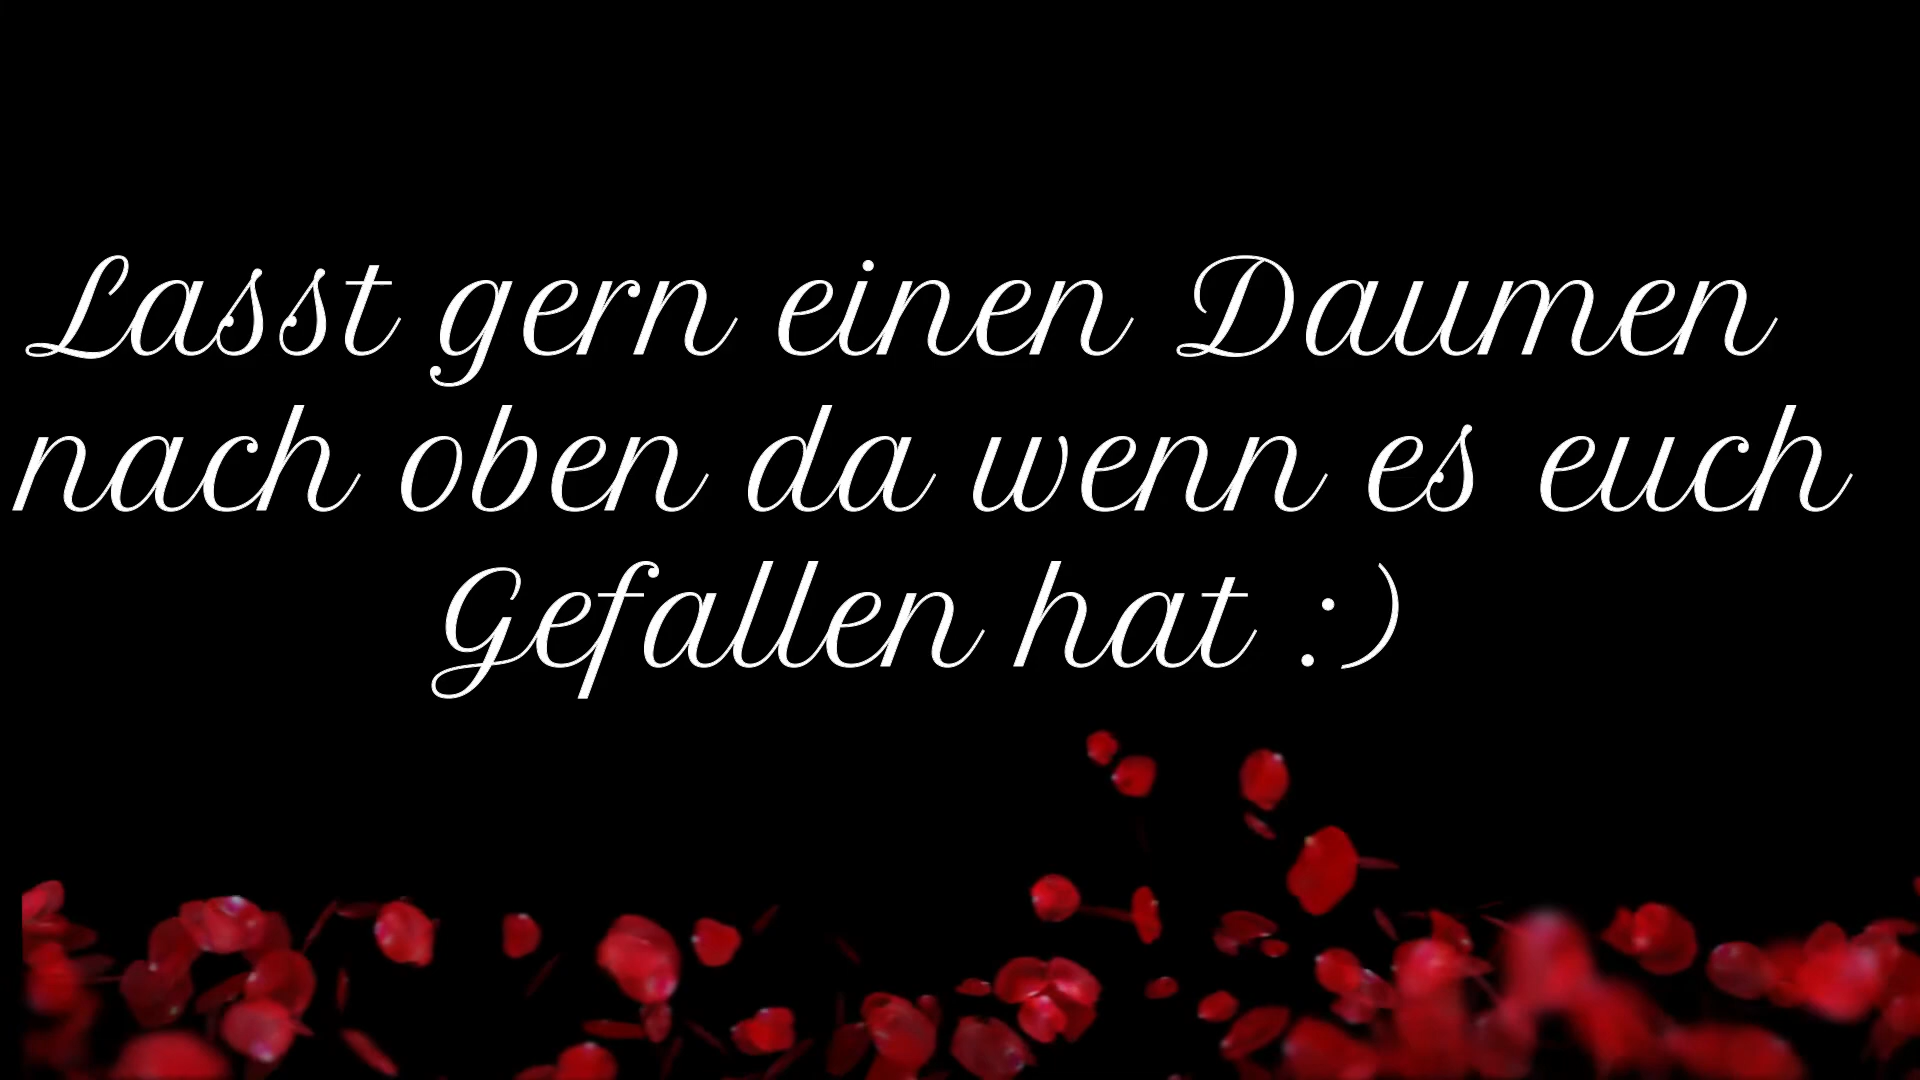 Lasst gern einen Daumen
nach oben da wenn es euch
Gefallen hat :)